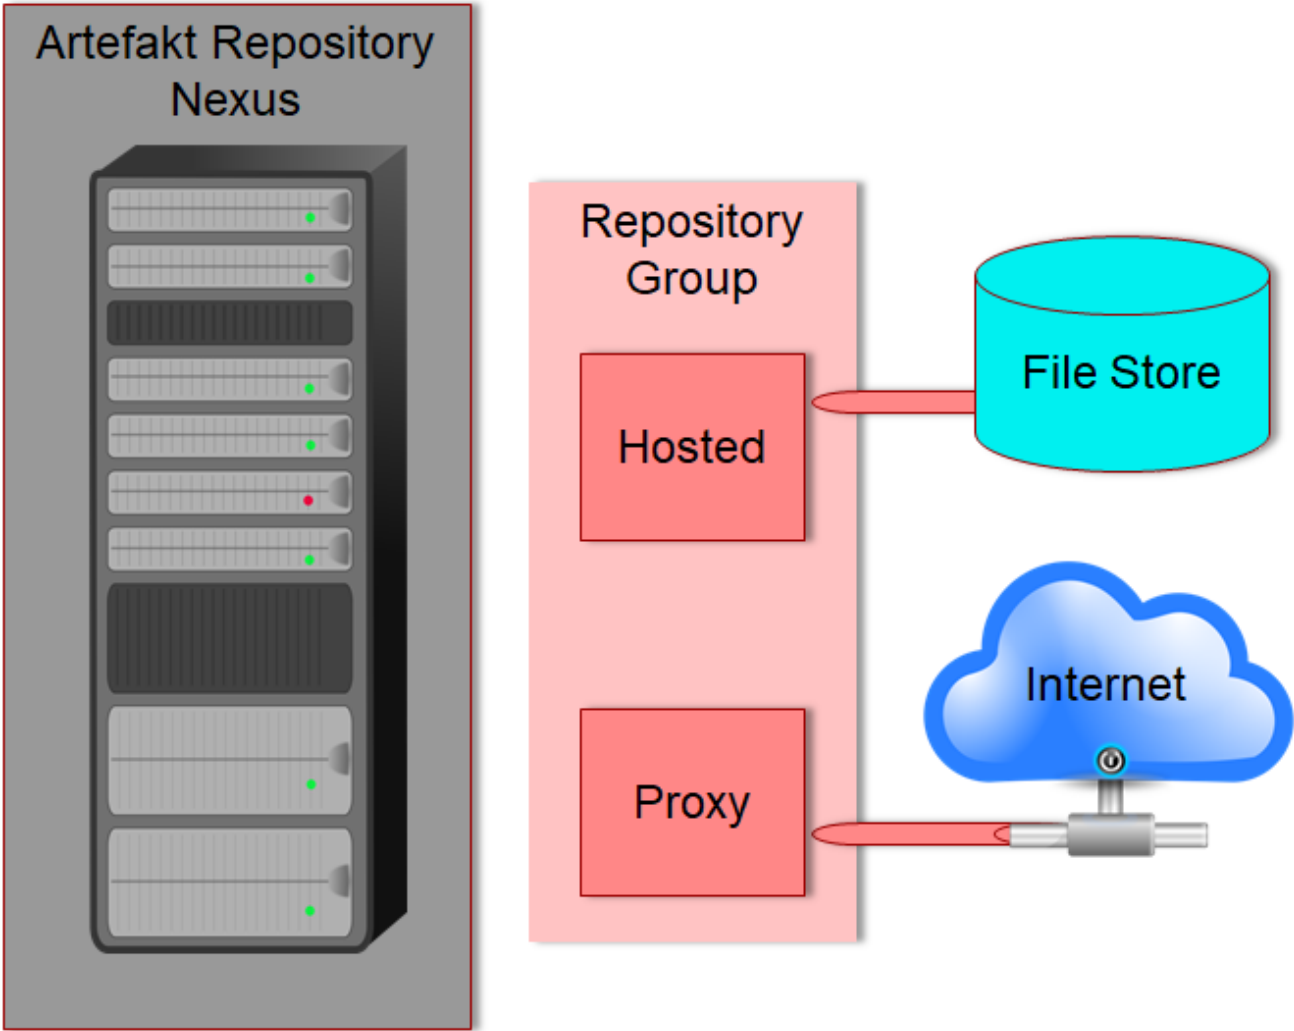 Artefakt Repository
Nexus
Repository
Group
Hosted
File Store
Internet
Proxy